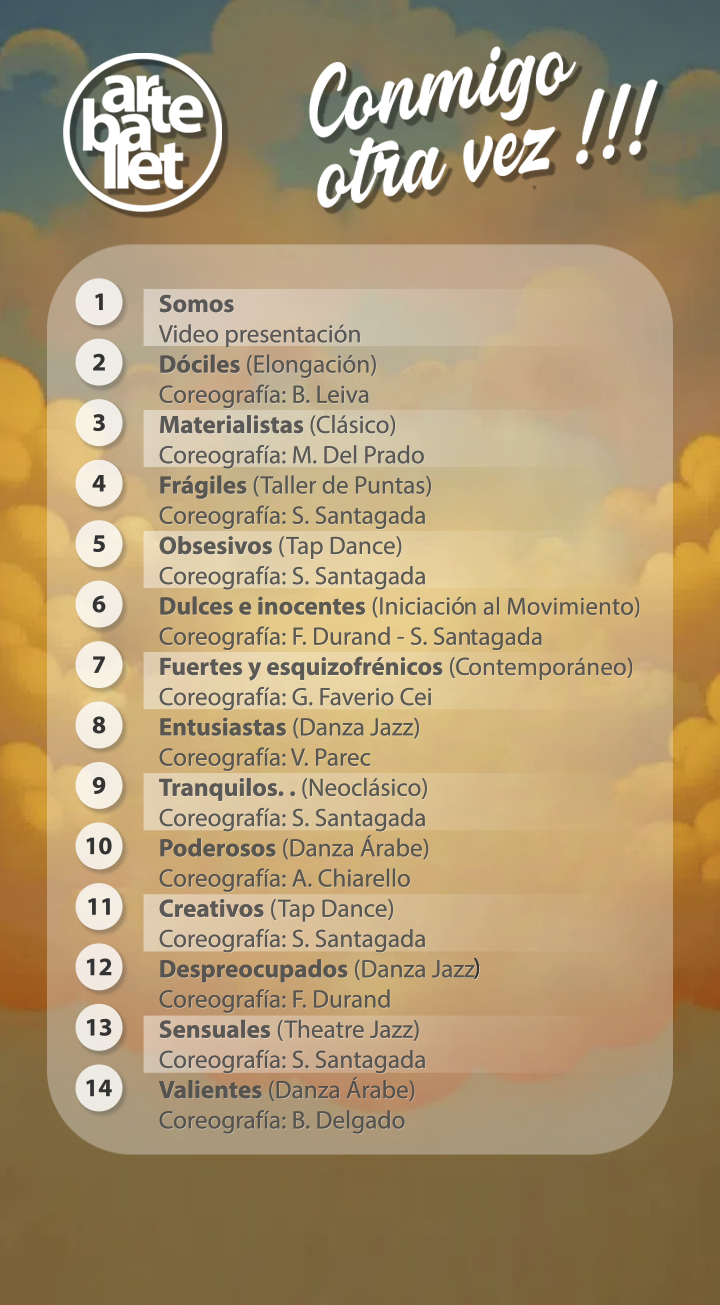 arte
ballet
Conmigo
otra vez !!!
1
Somos
Video presentación
2
Dóciles (Elongación)
Coreografía: B. Leiva
3
Materialistas (Clásico)
Coreografía: M. Del Prado
4
Frágiles (Taller de Puntas)
Coreografía: S. Santagada
5
Obsesivos (Tap Dance)
Coreografía: S. Santagada
6
Dulces e inocentes (Iniciación al Movimiento)
Coreografía: F. Durand - S. Santagada
7
Fuertes y esquizofrénicos (Contemporáneo)
Coreografía: G. Faverio Cei
8
Entusiastas (Danza Jazz)
Coreografía: V. Parec
9
Tranquilos. . (Neoclásico)
Coreografía: S. Santagada
10
Poderosos (Danza Árabe)
Coreografía: A. Chiarello
11
Creativos (Tap Dance)
Coreografía: S. Santagada
12
Despreocupados (Danza Jazz)
Coreografía: F. Durand
13
Sensuales (Theatre Jazz)
Coreografía: S. Santagada
14
Valientes (Danza Árabe)
Coreografía: B. Delgado